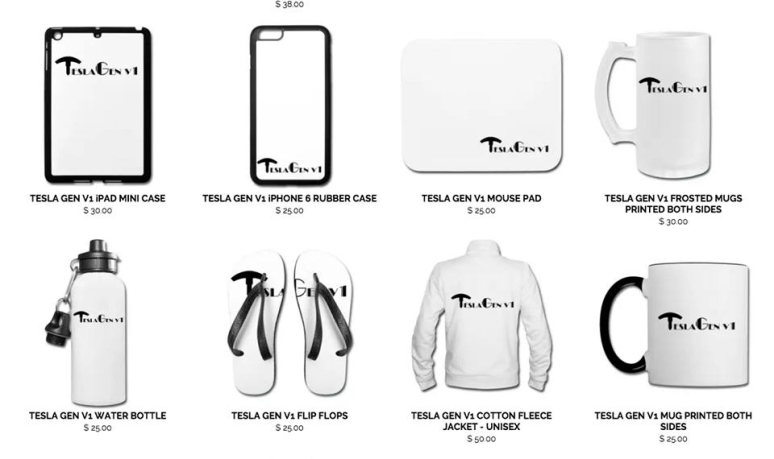 $ 38.00
TeslaGen v1
TeslaGen v1
TeslaGen v1
TeslaGen v1
TESLA GEN V1 iPAD MINI CASE
$ 30.00
TESLA GEN V1 iPHONE 6 RUBBER CASE
$ 25.00
TESLA GEN V1 MOUSE PAD
$ 25.00
TESLA GEN V1 FROSTED MUGS
PRINTED BOTH SIDES
$ 30.00
TeslaGen v1
TeslaGen v1
TeslaGen v1
TeslaGen v1
TESLA GEN V1 WATER BOTTLE
$ 25.00
TESLA GEN V1 FLIP FLOPS
$ 25.00
TESLA GEN V1 COTTON FLEECE
JACKET - UNISEX
$ 50.00
TESLA GEN V1 MUG PRINTED BOTH
SIDES
$ 25.00